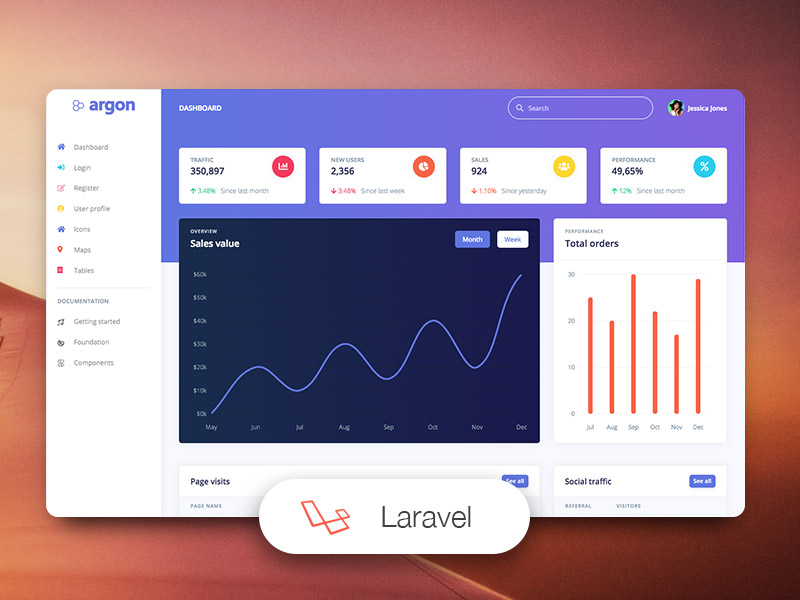 argon
Dashboard
Login
Register
User profile
Icons
Maps
Tables
DOCUMENTATION
Getting started
Foundation
Components
DASHBOARD
Search
Jessica Jones
TRAFFIC
350,897
3.48% Since last month
NEW USERS
2,356
3.48% Since last week
SALES
924
1.10% Since yesterday
PERFORMANCE
49,65%
12% Since last month
OVERVIEW
Sales value
Month Week
$60k
$50k
$40k
$30k
$20k
$10k
$0k
May Jun Jul Aug Sep Oct Nov Dec
PERFORMANCE
Total orders
30
20
10
0
Jul Aug Sep Oct Nov Dec
Page visits
See all
PAGE NAME
Social traffic
See all
REFERRAL VISITORS
Laravel